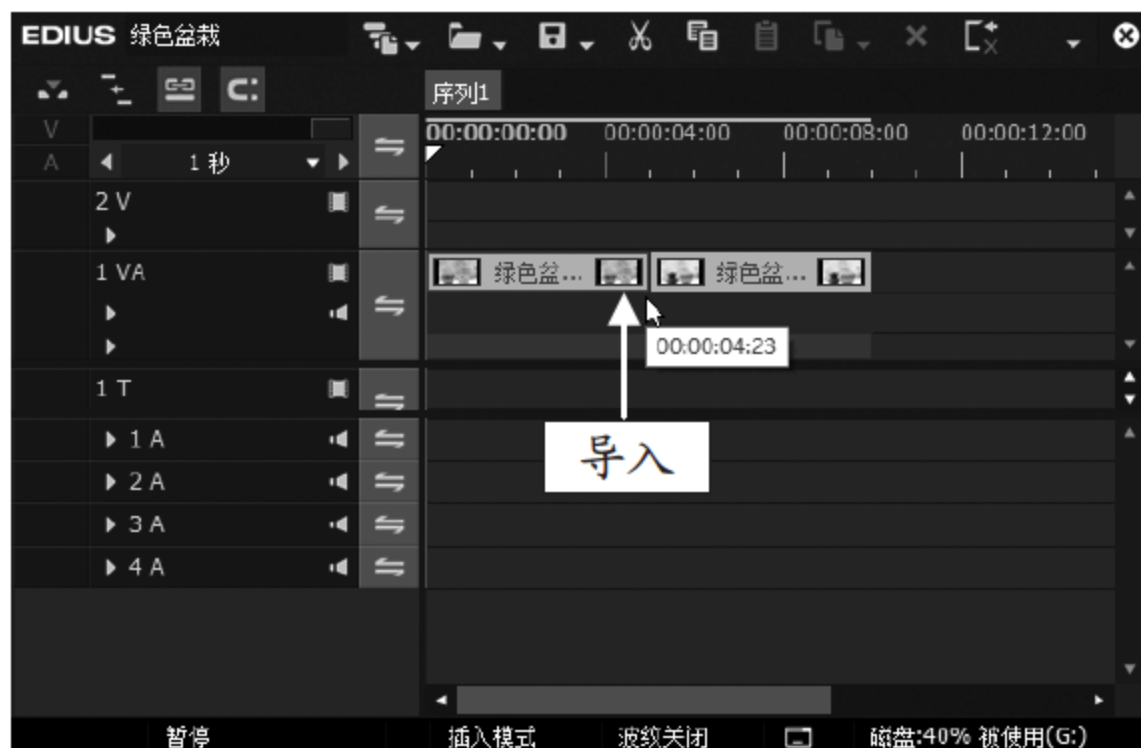 EDIUS 绿色盆栽
序列1
V
00:00:00:00 00:00:04:00 00:00:08:00 00:00:12:00
A 1 秒
2 V
1 VA 绿色盆... 绿色盆...
00:00:04:23
1 T
导入
1 A
2 A
3 A
4 A
暂停 插入模式 波纹关闭 磁盘:40% 被使用(G:)